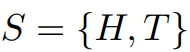 S = {H, T}